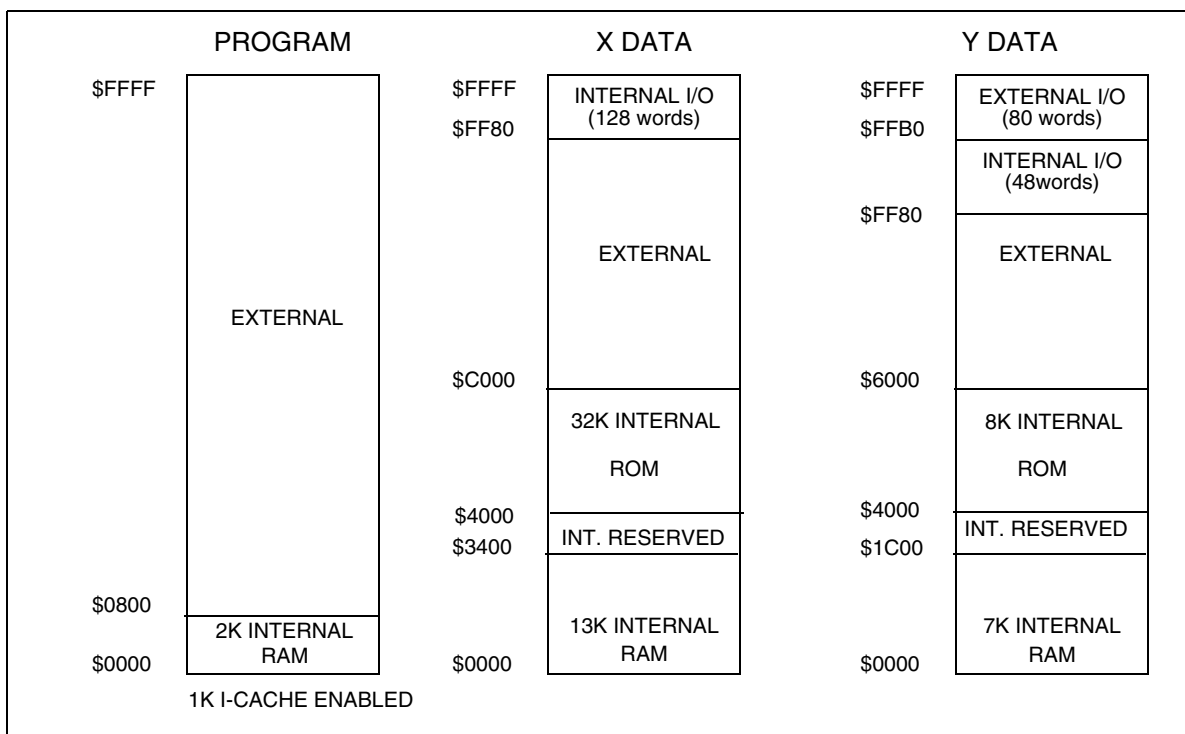 PROGRAM
$FFFF
EXTERNAL
$0800
2K INTERNAL
RAM
$0000
1K I-CACHE ENABLED
X DATA
$FFFF
INTERNAL I/O
(128 words)
$FF80
EXTERNAL
$C000
32K INTERNAL
ROM
$4000
INT. RESERVED
$3400
13K INTERNAL
RAM
$0000
Y DATA
$FFFF
EXTERNAL I/O
(80 words)
$FFB0
INTERNAL I/O
(48words)
$FF80
EXTERNAL
$6000
8K INTERNAL
ROM
$4000
INT. RESERVED
$1C00
7K INTERNAL
RAM
$0000